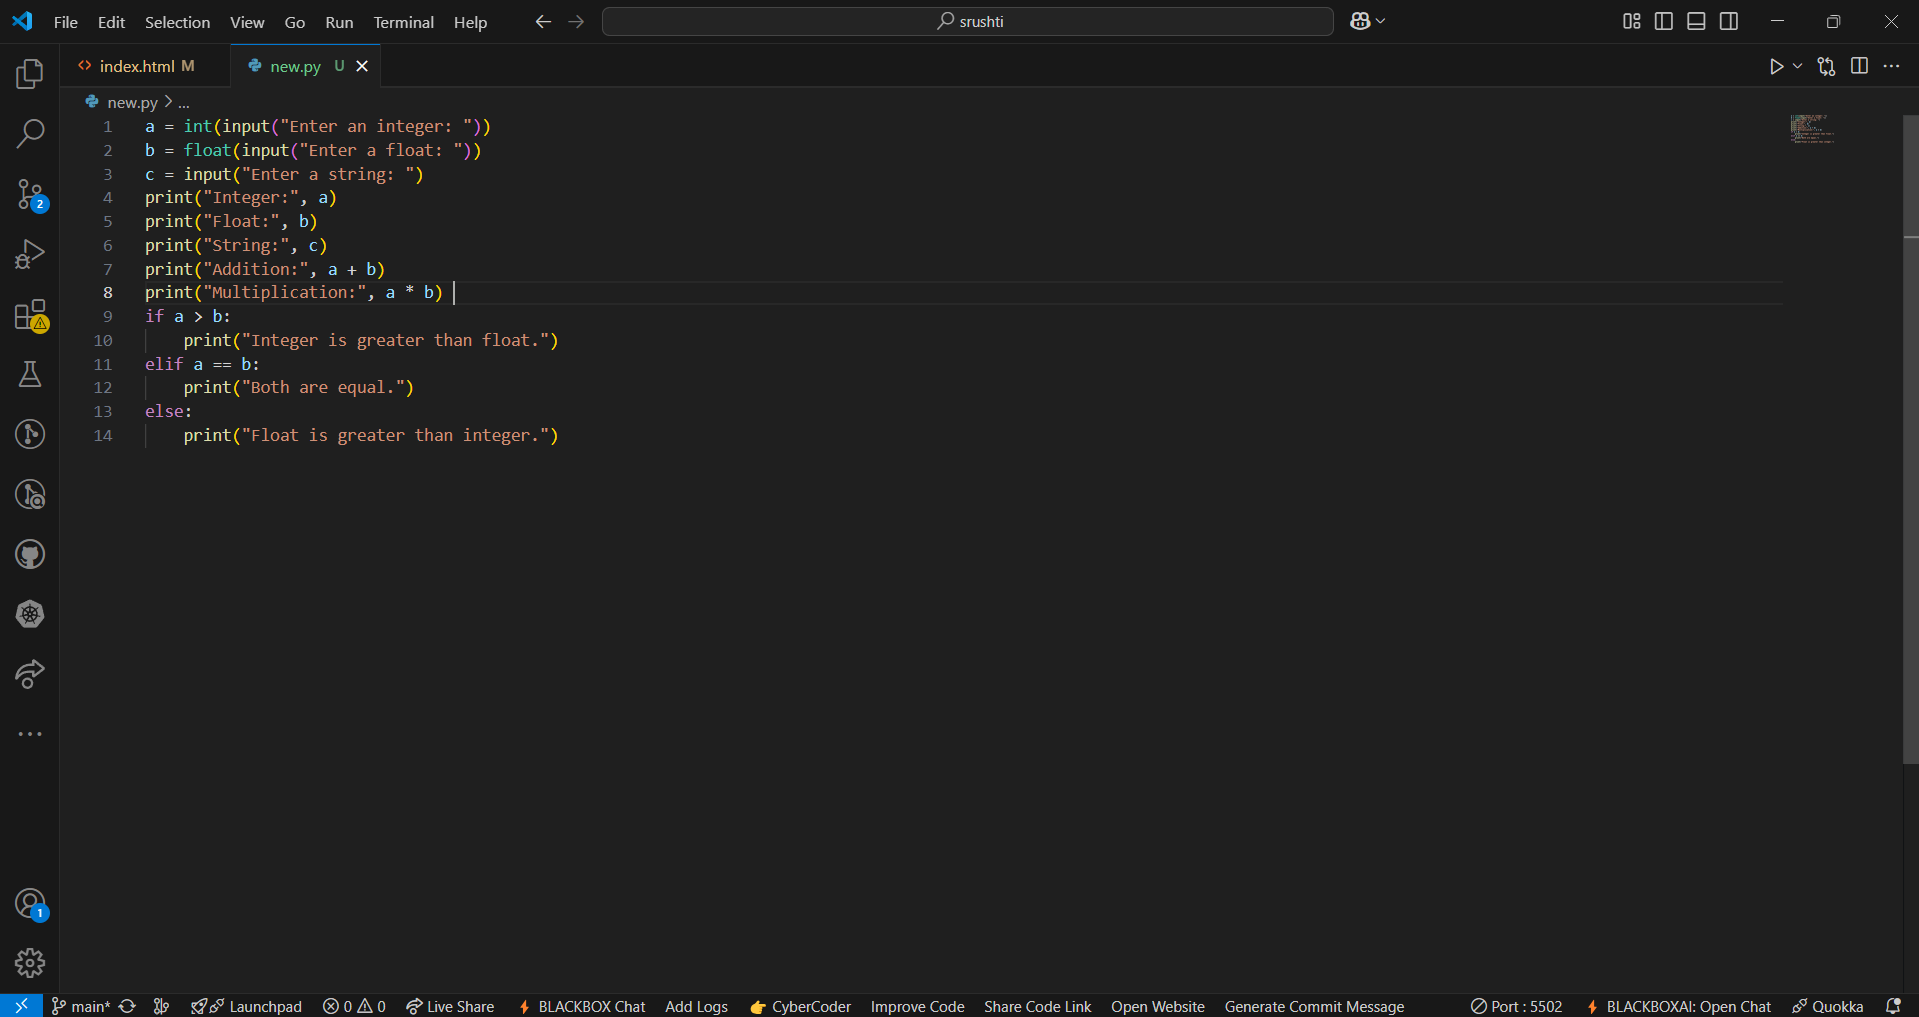 File Edit Selection View Go Run Terminal Help srushti
index.html M new.py U
new.py > ...
1 a = int(input("Enter an integer: "))
2 b = float(input("Enter a float: "))
3 c = input("Enter a string: ")
4 print("Integer:", a)
5 print("Float:", b)
6 print("String:", c)
7 print("Addition:", a + b)
8 print("Multiplication:", a * b)
9 if a > b:
10 print("Integer is greater than float.")
11 elif a == b:
12 print("Both are equal.")
13 else:
14 print("Float is greater than integer.")
2
1
main* Launchpad 0 0 Live Share BLACKBOX Chat Add Logs CyberCoder Improve Code Share Code Link Open Website Generate Commit Message Port : 5502 BLACKBOXAI: Open Chat Quokka